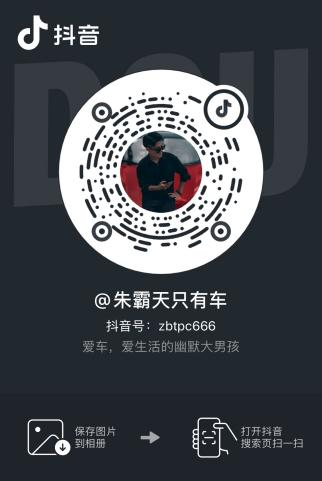 抖音
DOU
@朱霸天只有车
抖音号：zbtpc666
爱车，爱生活的幽默大男孩
保存图片
到相册
打开抖音
搜索页扫一扫